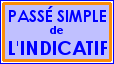 PASSÉ SIMPLE
de
L'INDICATIF